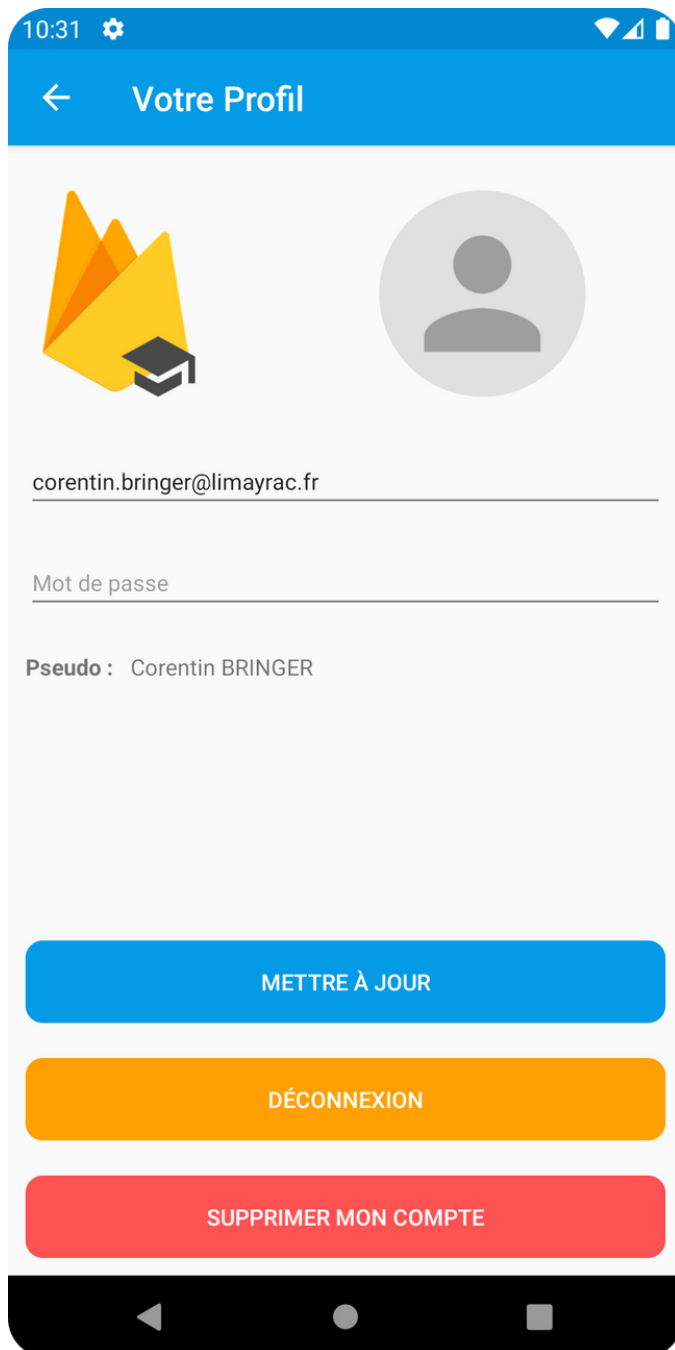 10:31
Votre Profil
corentin.bringer@limayrac.fr
Mot de passe
Pseudo : Corentin BRINGER
METTRE À JOUR
DÉCONNEXION
SUPPRIMER MON COMPTE